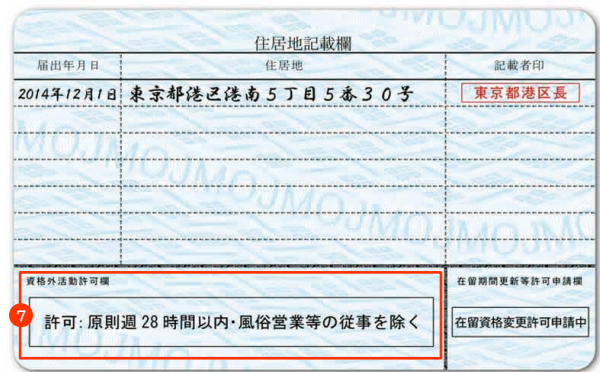 住居地記載欄
届出年月日 住居地 記載者印
2014年12月1日 東京都港区港南5丁目5番30号 東京都港区長
資格外活動許可欄 在留期間更新等許可申請欄
7 許可: 原則週28時間以内・風俗営業等の従事を除く 在留資格変更許可申請中
MOJMOJMOJMOJ